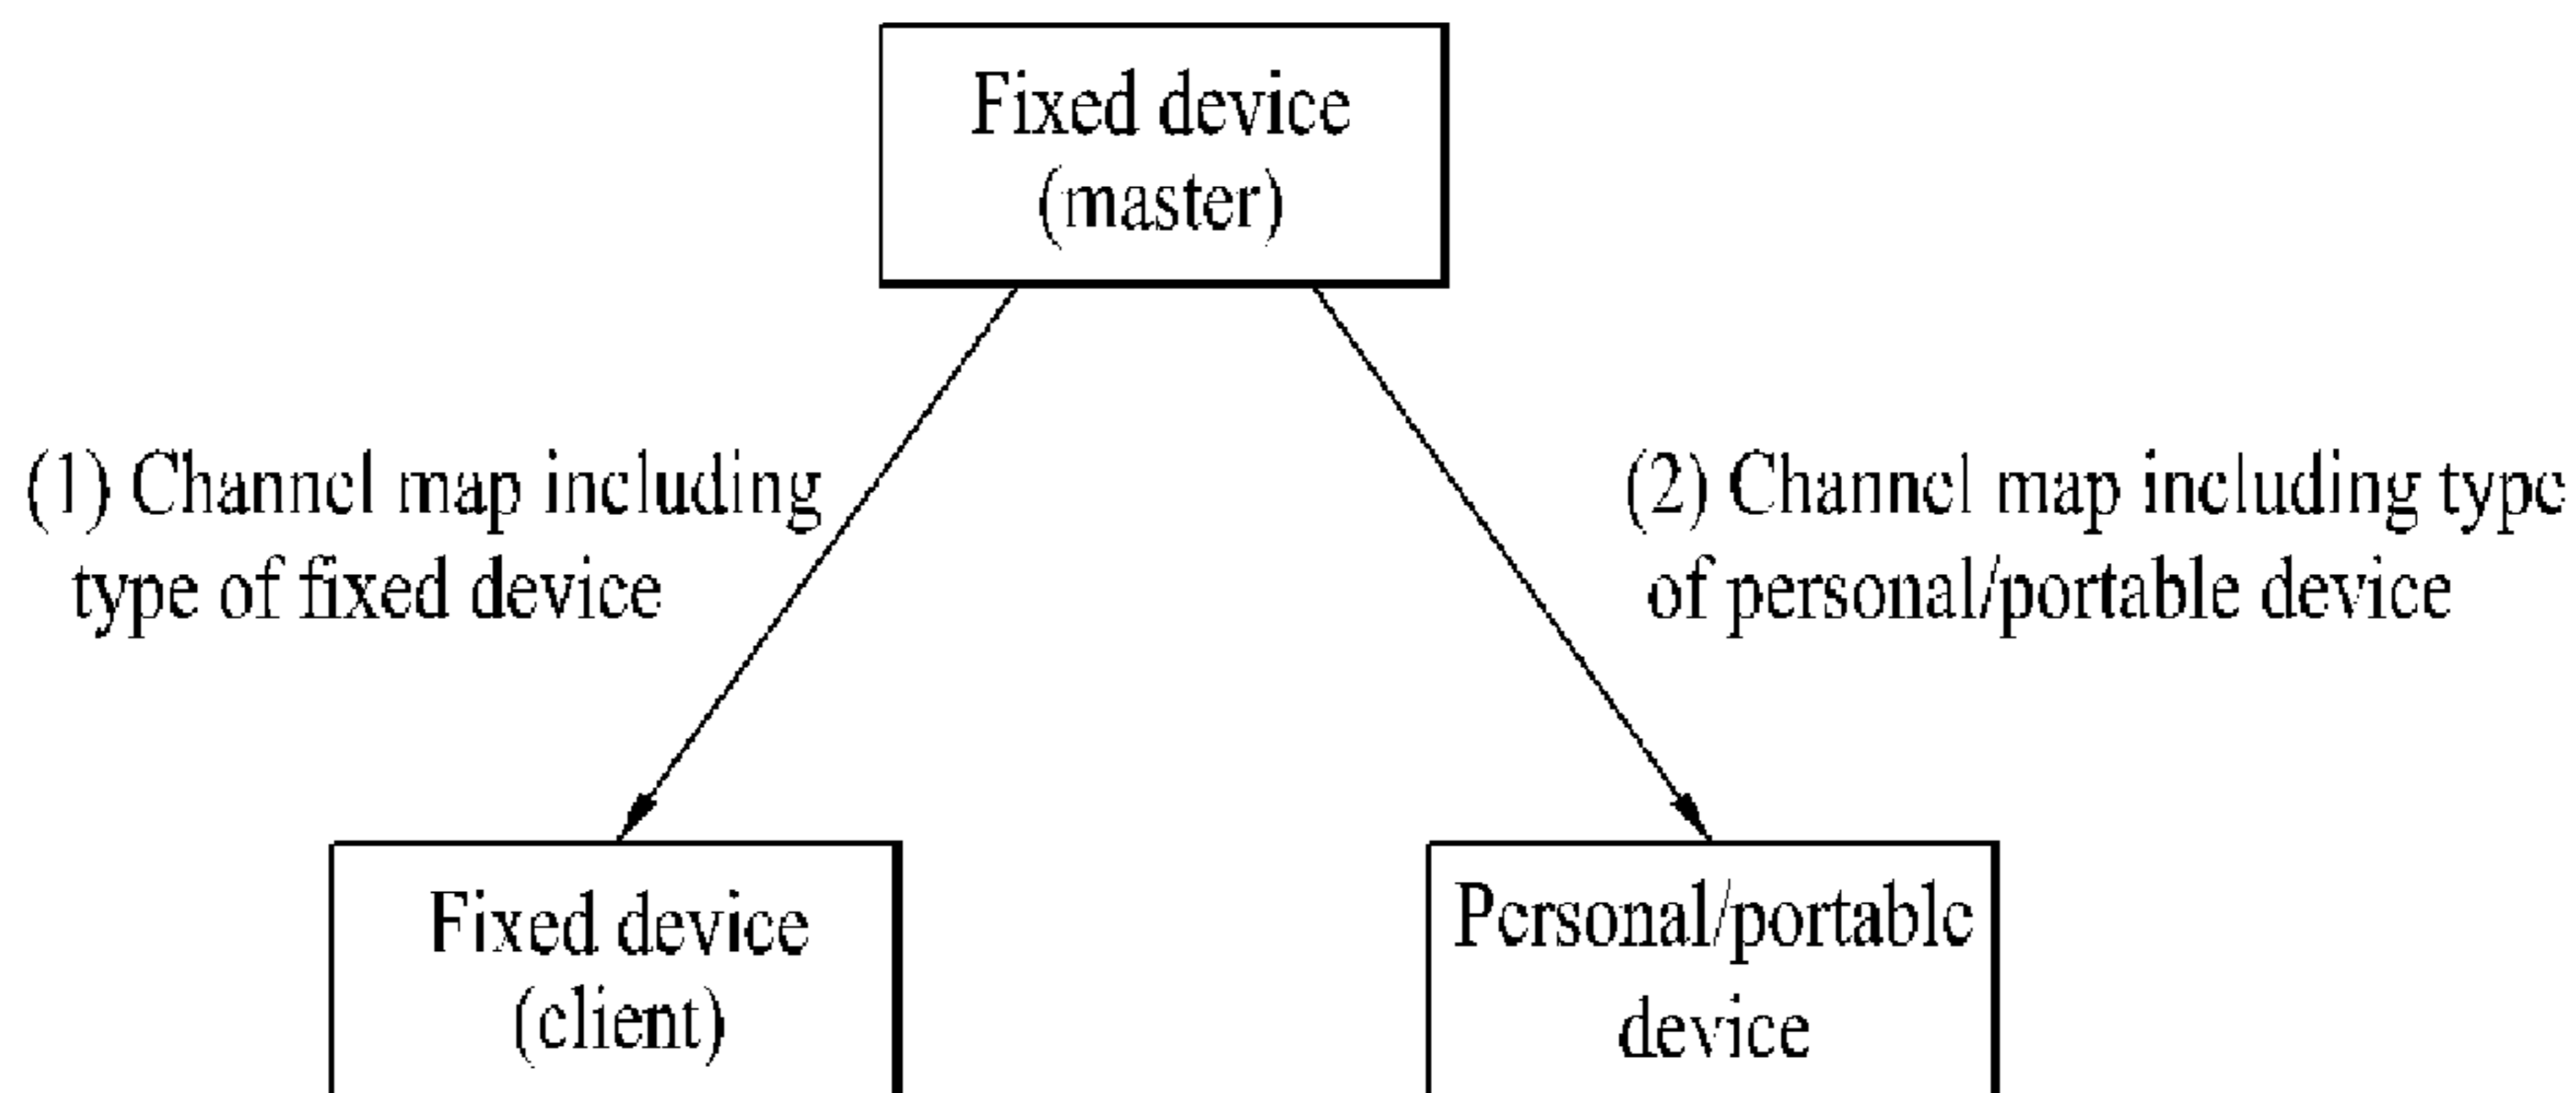 Fixed device
(master)
(1) Channel map including
type of fixed device
(2) Channel map including type
of personal/portable device
Fixed device
(client)
Personal/portable
device